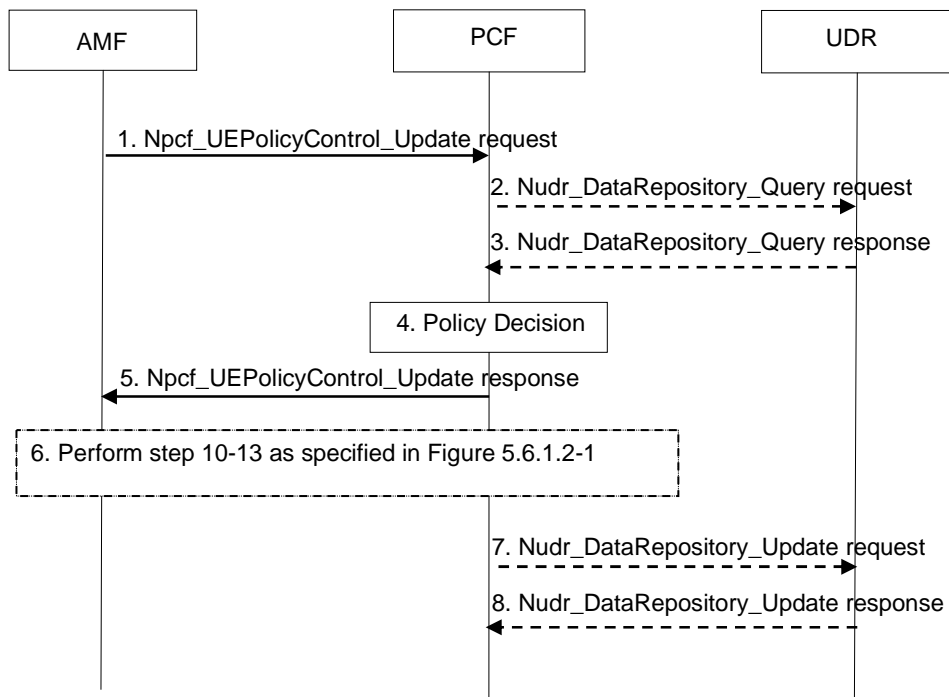 AMF
PCF
UDR
1. Npcf_UEPolicyControl_Update request
2. Nudr_DataRepository_Query request
3. Nudr_DataRepository_Query response
4. Policy Decision
5. Npcf_UEPolicyControl_Update response
6. Perform step 10-13 as specified in Figure 5.6.1.2-1
7. Nudr_DataRepository_Update request
8. Nudr_DataRepository_Update response